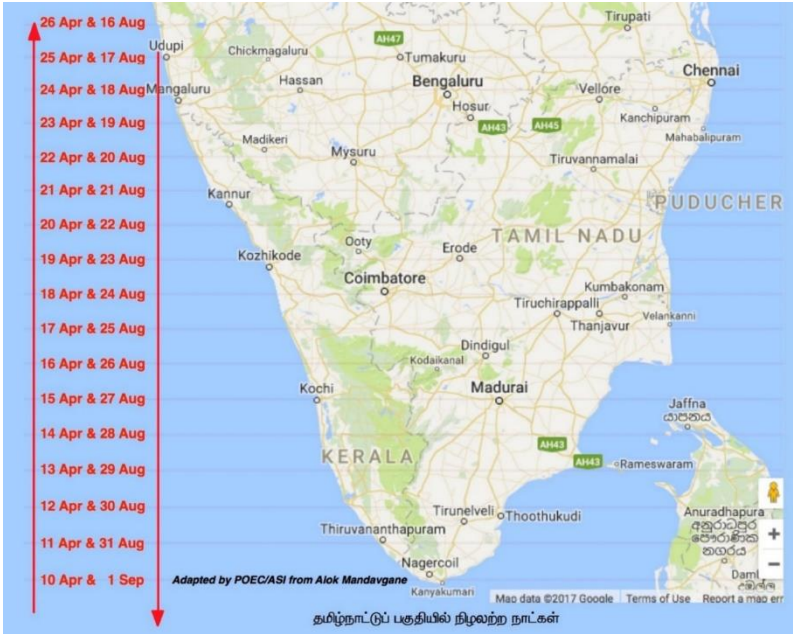 26 Apr & 16 Aug
Tirupati
AH47
Udupi
Chickmagaluru
25 Apr & 17 Aug
Tumakuru
Chennai
Bengaluru
Hassan
24 Apr & 18 Aug
Mangaluru
Vellore
Hosur
Kanchipuram
23 Apr & 19 Aug
AH43
AH45
Mahabalipuram
Madikeri
Mysuru
22 Apr & 20 Aug
Tiruvannamalai
21 Apr & 21 Aug
Kannur
PUDUCHER
20 Apr & 22 Aug
TAMIL NADU
Ooty
Erode
19 Apr & 23 Aug
Kozhikode
Coimbatore
Kumbakonam
18 Apr & 24 Aug
Tiruchirappalli
Velankanni
17 Apr & 25 Aug
Thanjavur
Dindigul
16 Apr & 26 Aug
Kodaikanal
Kochi
Madurai
15 Apr & 27 Aug
Jaffna
යාපනය
14 Apr & 28 Aug
AH43
KERALA
AH43
Rameswaram
13 Apr & 29 Aug
12 Apr & 30 Aug
Tirunelveli
Thoothukudi
Anuradhapura
අනුරාධපුර
பௌராணிக
நகரය
Thiruvananthapuram
11 Apr & 31 Aug
Nagercoil
Damb
10 Apr & 1 Sep
Adapted by POEC/ASI from Alok Mandavgane
Kanyakumari
Map data ©2017 Google
Terms of Use
Report a map err
தமிழ்நாட்டுப் பகுதியில் நிழலற்ற நாட்கள்